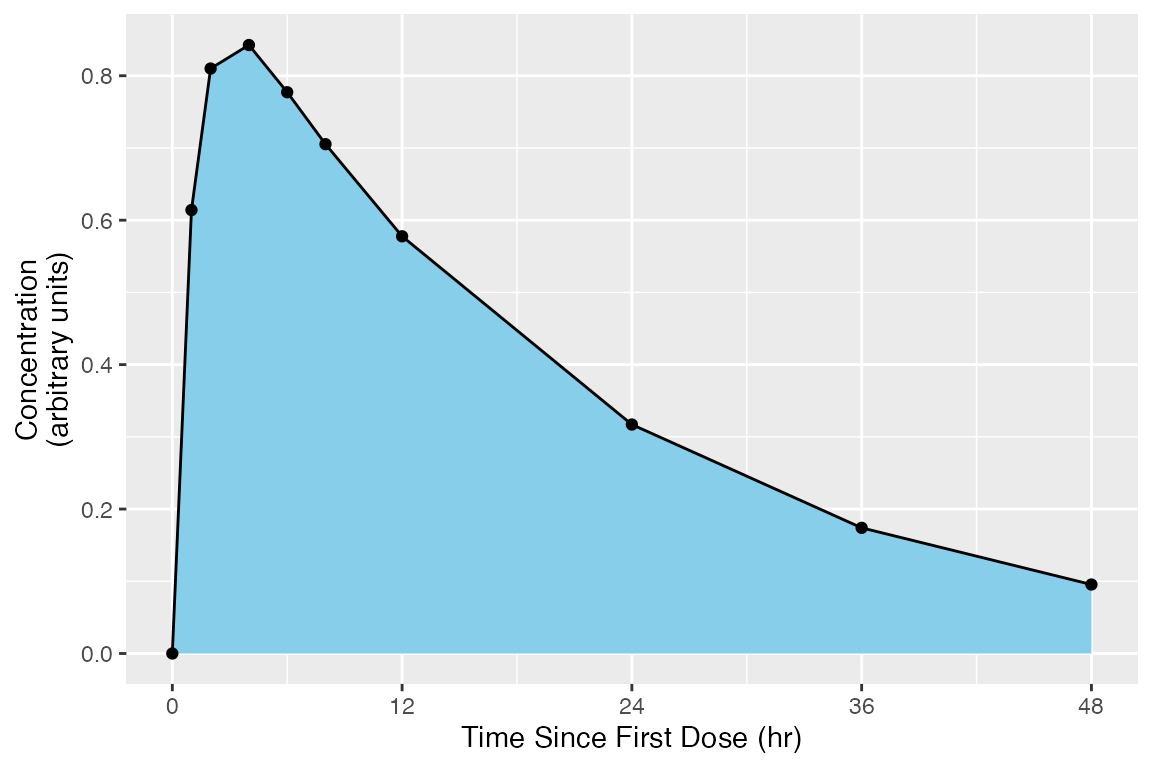 Concentration
(arbitrary units)
0.8
0.6
0.4
0.2
0.0
0 12 24 36 48
Time Since First Dose (hr)